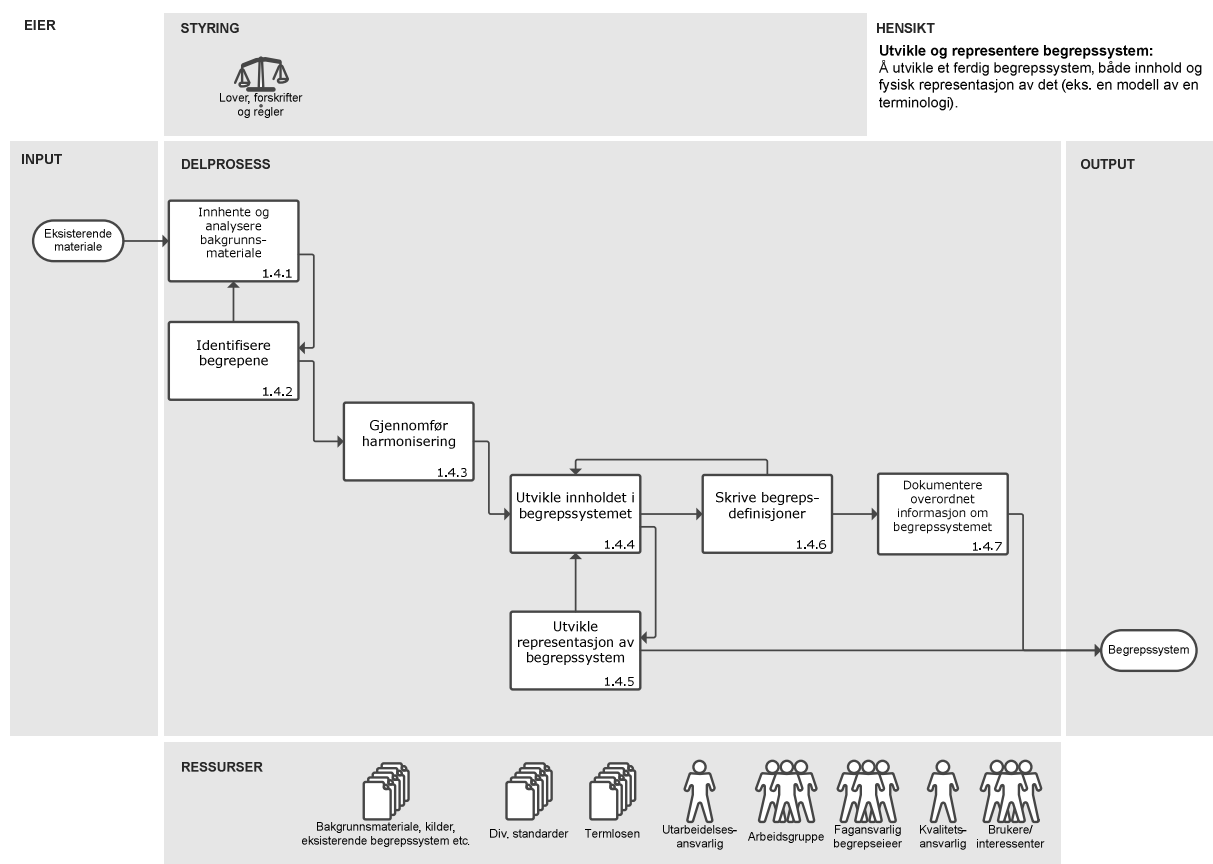 EIER
STYRING
Lover, forskrifter
og regler
HENSIKT
Utvikle og representere begrepssystem:
Å utvikle et ferdig begrepssystem, både innhold og
fysisk representasjon av det (eks. en modell av en
terminologi).
INPUT
Eksisterende
materiale
DELPROSESS
Innhente og
analysere
bakgrunns-
materiale
1.4.1
Identifisere
begrepene
1.4.2
Gjennomfør
harmonisering
1.4.3
Utvikle innholdet i
begrepssystemet
1.4.4
Utvikle
representasjon av
begrepssystem
1.4.5
Skrive begreps-
definisjoner
1.4.6
Dokumentere
overordnet
informasjon om
begrepssystemet
1.4.7
OUTPUT
Begrepssystem
RESSURSER
Bakgrunnsmateriale, kilder,
eksisterende begrepssystem etc.
Div. standarder
Termlosen
Utarbeidelses-
ansvarlig
Arbeidsgruppe
Fagansvarlig
begrepseieer
Kvalitets-
ansvarlig
Brukere/
interessenter